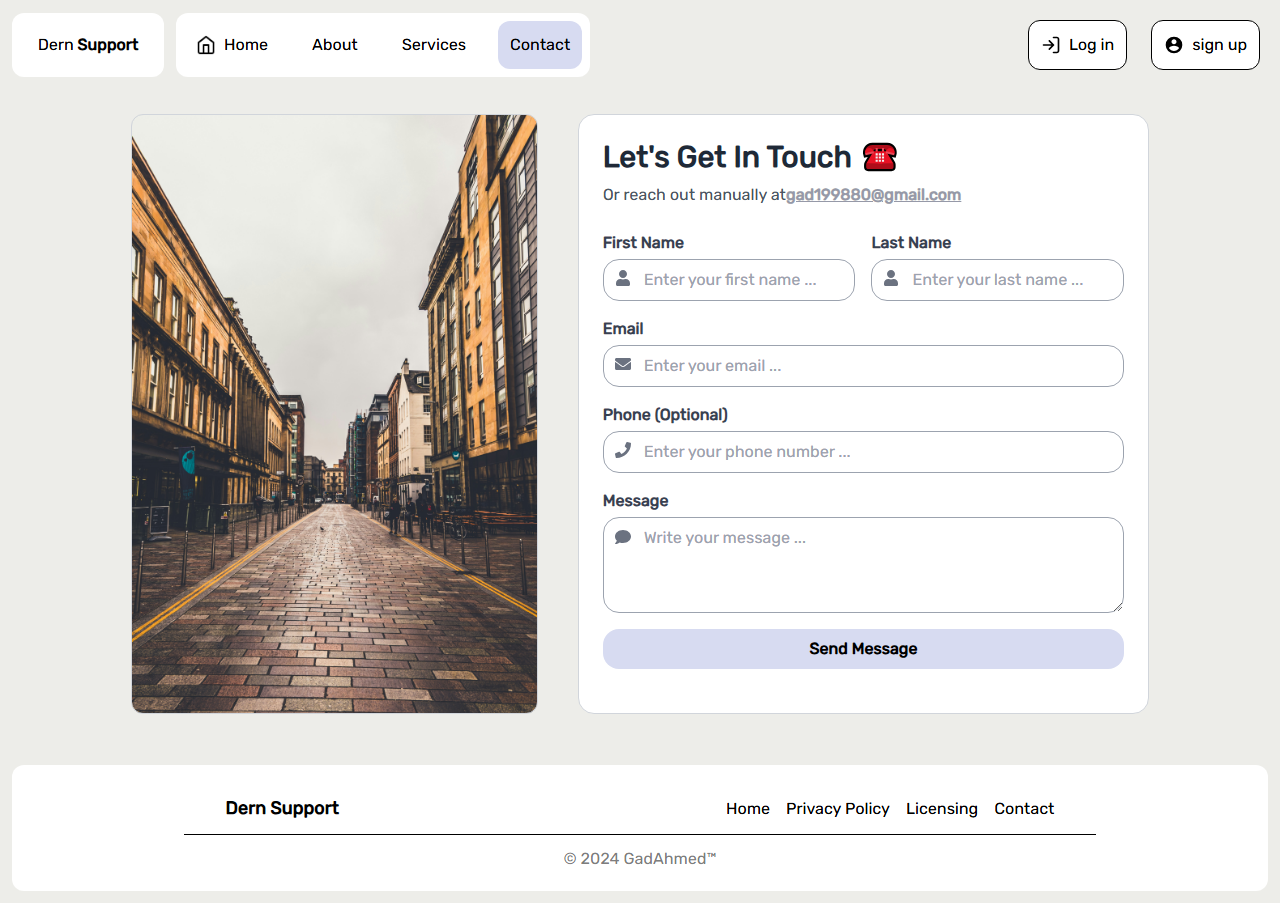 Dern Support
Home
About
Services
Contact
Log in
sign up
Let's Get In Touch ☎️
Or reach out manually atgad199880@gmail.com
First Name
Last Name
Enter your first name ...
Enter your last name ...
Email
Enter your email ...
Phone (Optional)
Enter your phone number ...
Message
Write your message ...
Send Message
Dern Support
Home
Privacy Policy
Licensing
Contact
© 2024 GadAhmed™